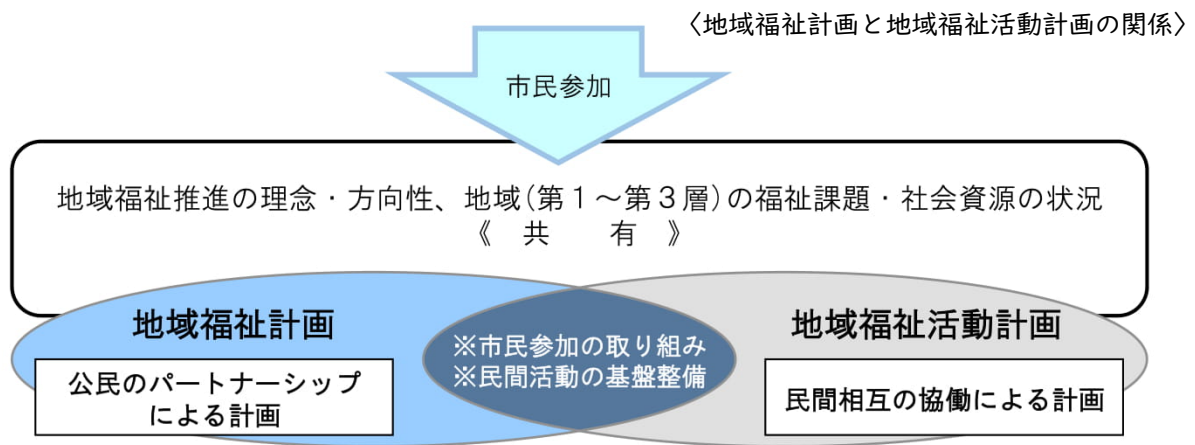 〈地域福祉計画と地域福祉活動計画の関係〉
市民参加
地域福祉推進の理念・方向性、地域(第１～第３層)の福祉課題・社会資源の状況
《　共　　有　》
地域福祉計画
公民のパートナーシップ
による計画
※市民参加の取り組み
※民間活動の基盤整備
地域福祉活動計画
民間相互の協働による計画